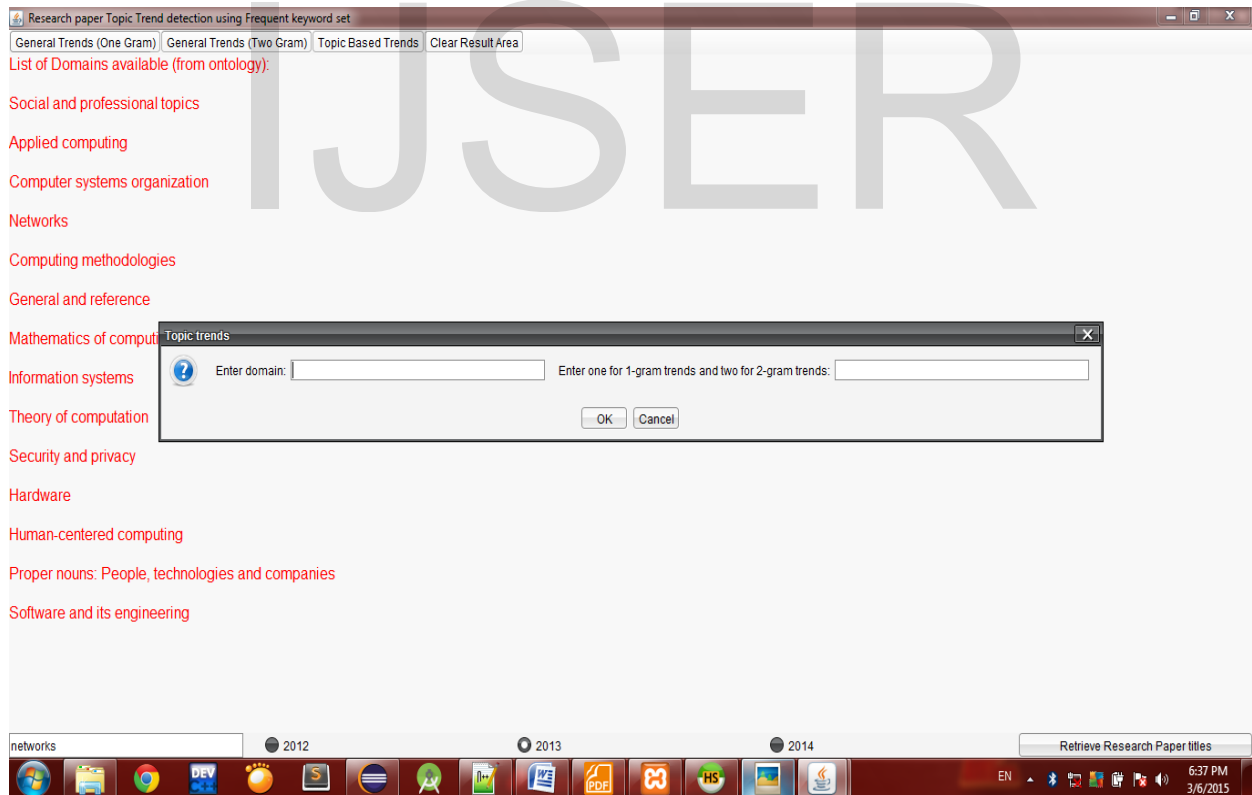 Research paper Topic Trend detection using Frequent keyword set
General Trends (One Gram) General Trends (Two Gram) Topic Based Trends Clear Result Area
IJSER
List of Domains available (from ontology):
Social and professional topics
Applied computing
Computer systems organization
Networks
Computing methodologies
General and reference
Mathematics of computi
Topic trends
Enter domain: Enter one for 1-gram trends and two for 2-gram trends:
OK Cancel
Information systems
Theory of computation
Security and privacy
Hardware
Human-centered computing
Proper nouns: People, technologies and companies
Software and its engineering
networks 2012 2013 2014 Retrieve Research Paper titles
DEV C++ S n++ W PDF HS EN 6:37 PM
3/6/2015